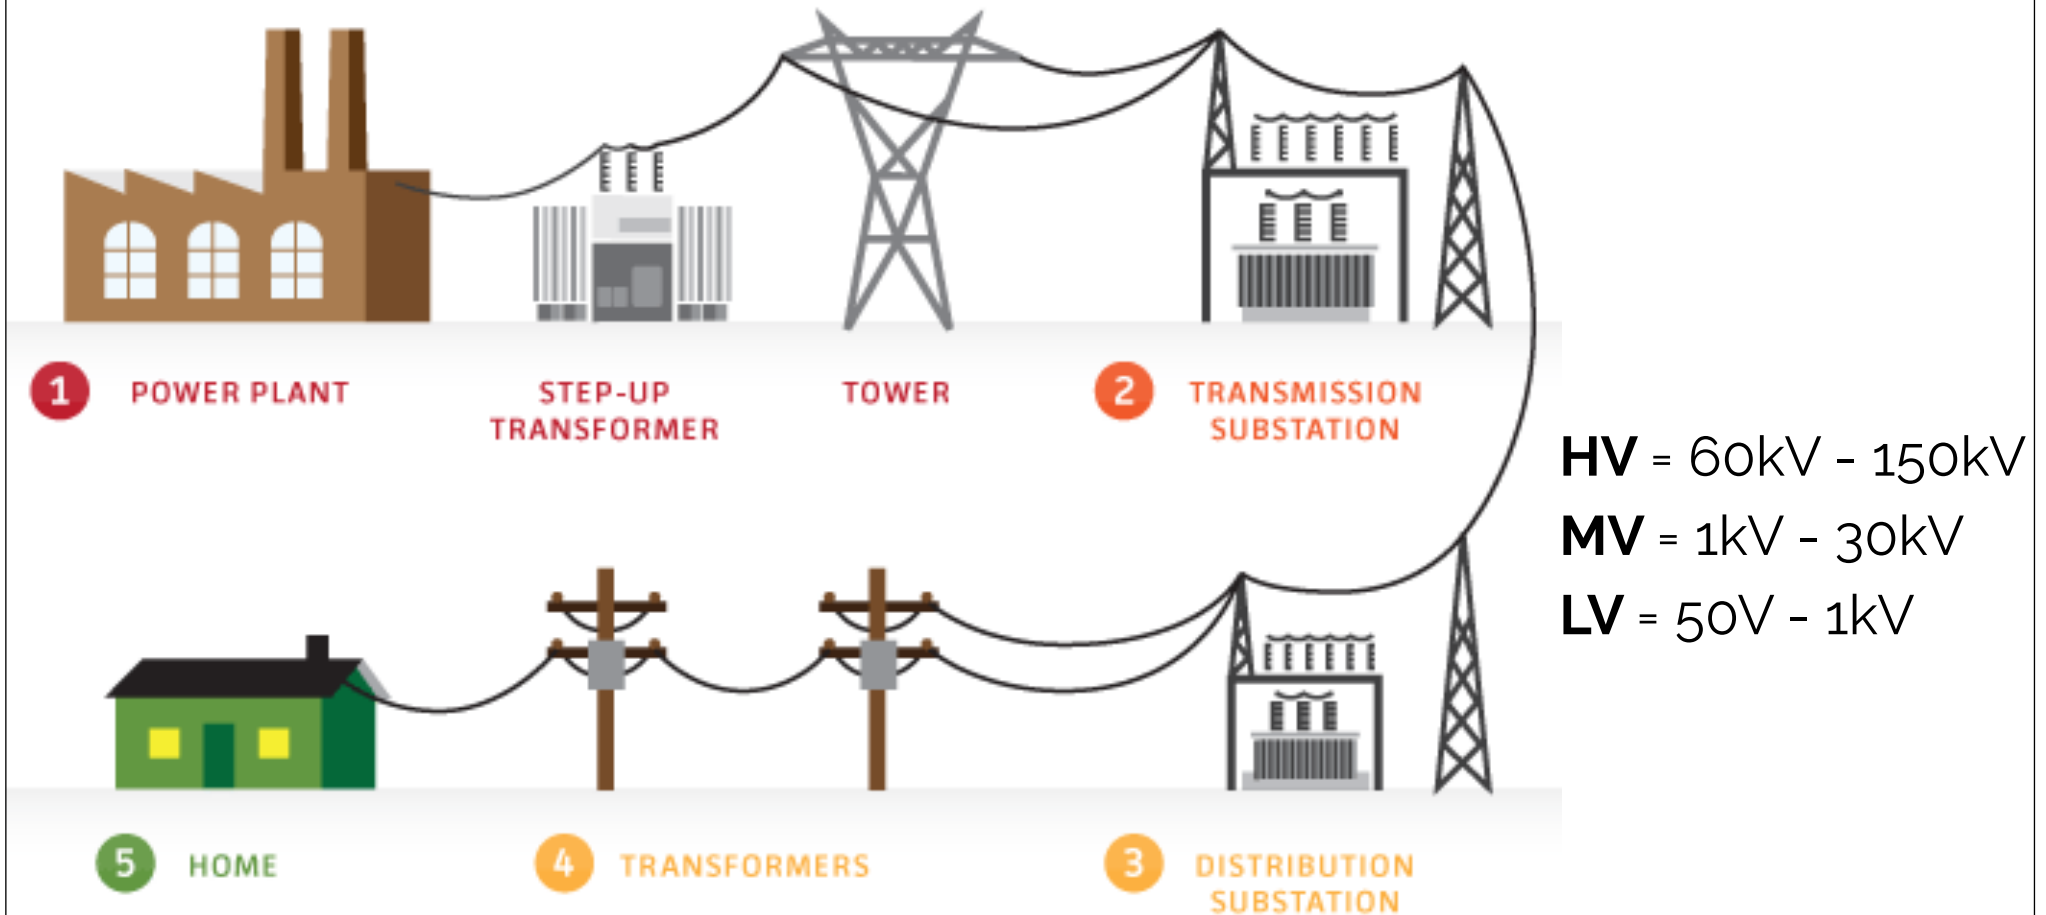 1 POWER PLANT
STEP-UP
TRANSFORMER
TOWER
2 TRANSMISSION
SUBSTATION
HV = 60kV - 150kV
MV = 1kV - 30kV
LV = 50V - 1kV
5 HOME
4 TRANSFORMERS
3 DISTRIBUTION
SUBSTATION